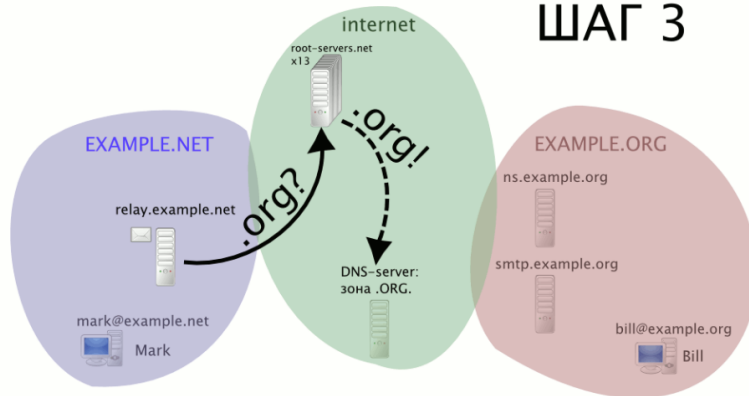 ШАГ 3
internet
root-servers.net
x13
EXAMPLE.NET
.org?
.org!
EXAMPLE.ORG
relay.example.net
ns.example.org
DNS-server:
зона .ORG.
smtp.example.org
mark@example.net
Mark
bill@example.org
Bill